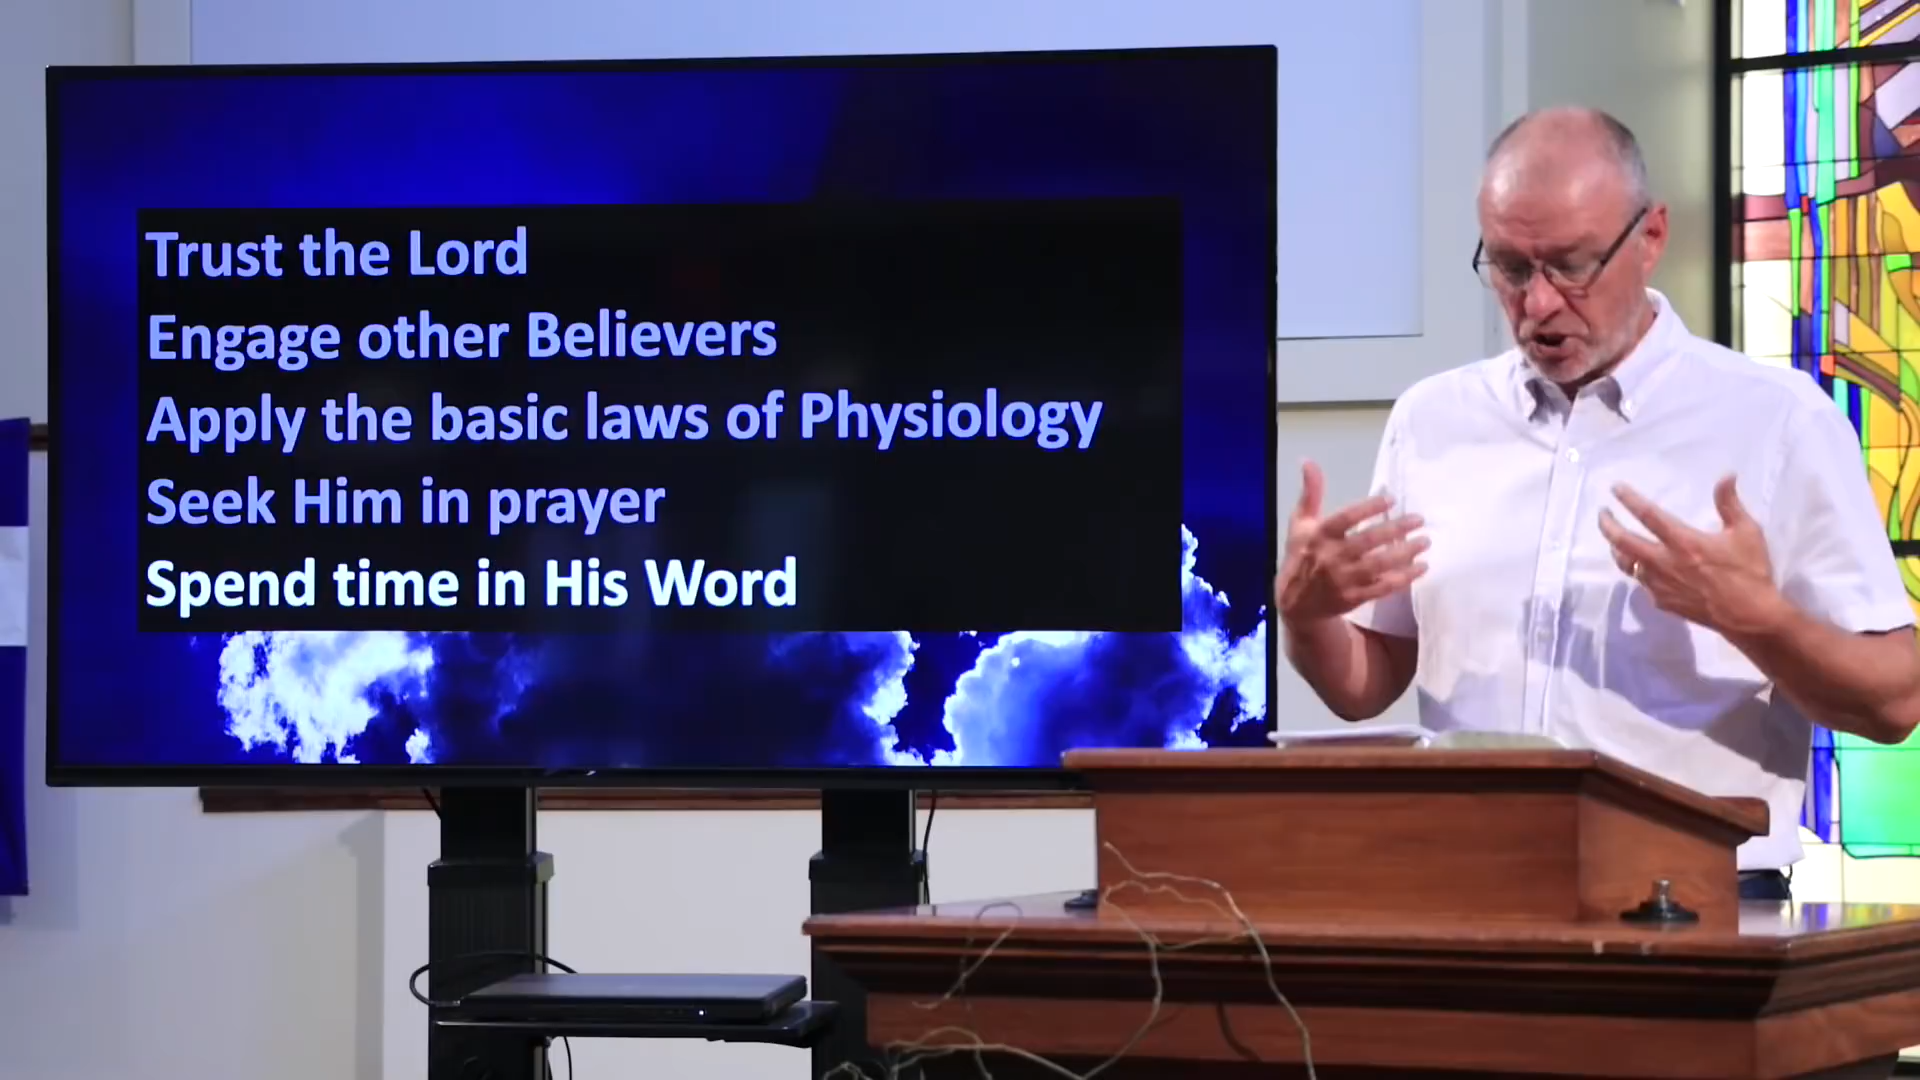 Trust the Lord
Engage other Believers
Apply the basic laws of Physiology
Seek Him in prayer
Spend time in His Word